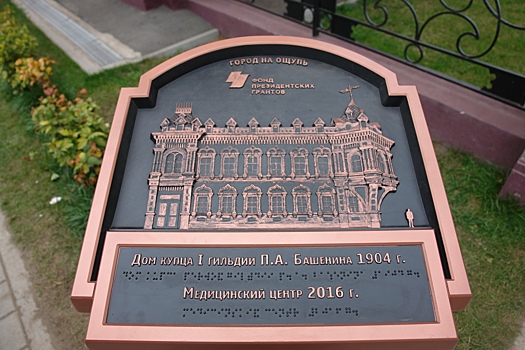 ГОРОД НА ОЩУПЬ
ФОНД
ПРЕЗИДЕНТСКИХ
ГРАНТОВ
ДОМ КУПЦА I ГИЛЬДИИ П.А. БАШЕНИНА 1904 Г.
МЕДИЦИНСКИЙ ЦЕНТР 2016 Г.